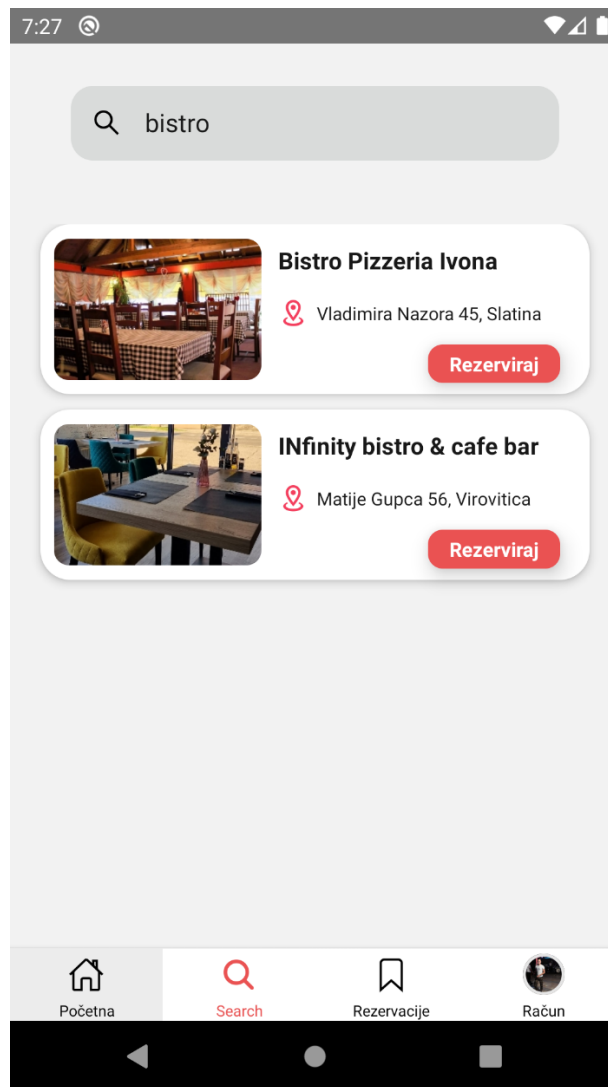 7:27
bistro
Bistro Pizzeria Ivona
Vladimira Nazora 45, Slatina
Rezerviraj
INfinity bistro & cafe bar
Matije Gupca 56, Virovitica
Rezerviraj
Početna
Search
Rezervacije
Račun